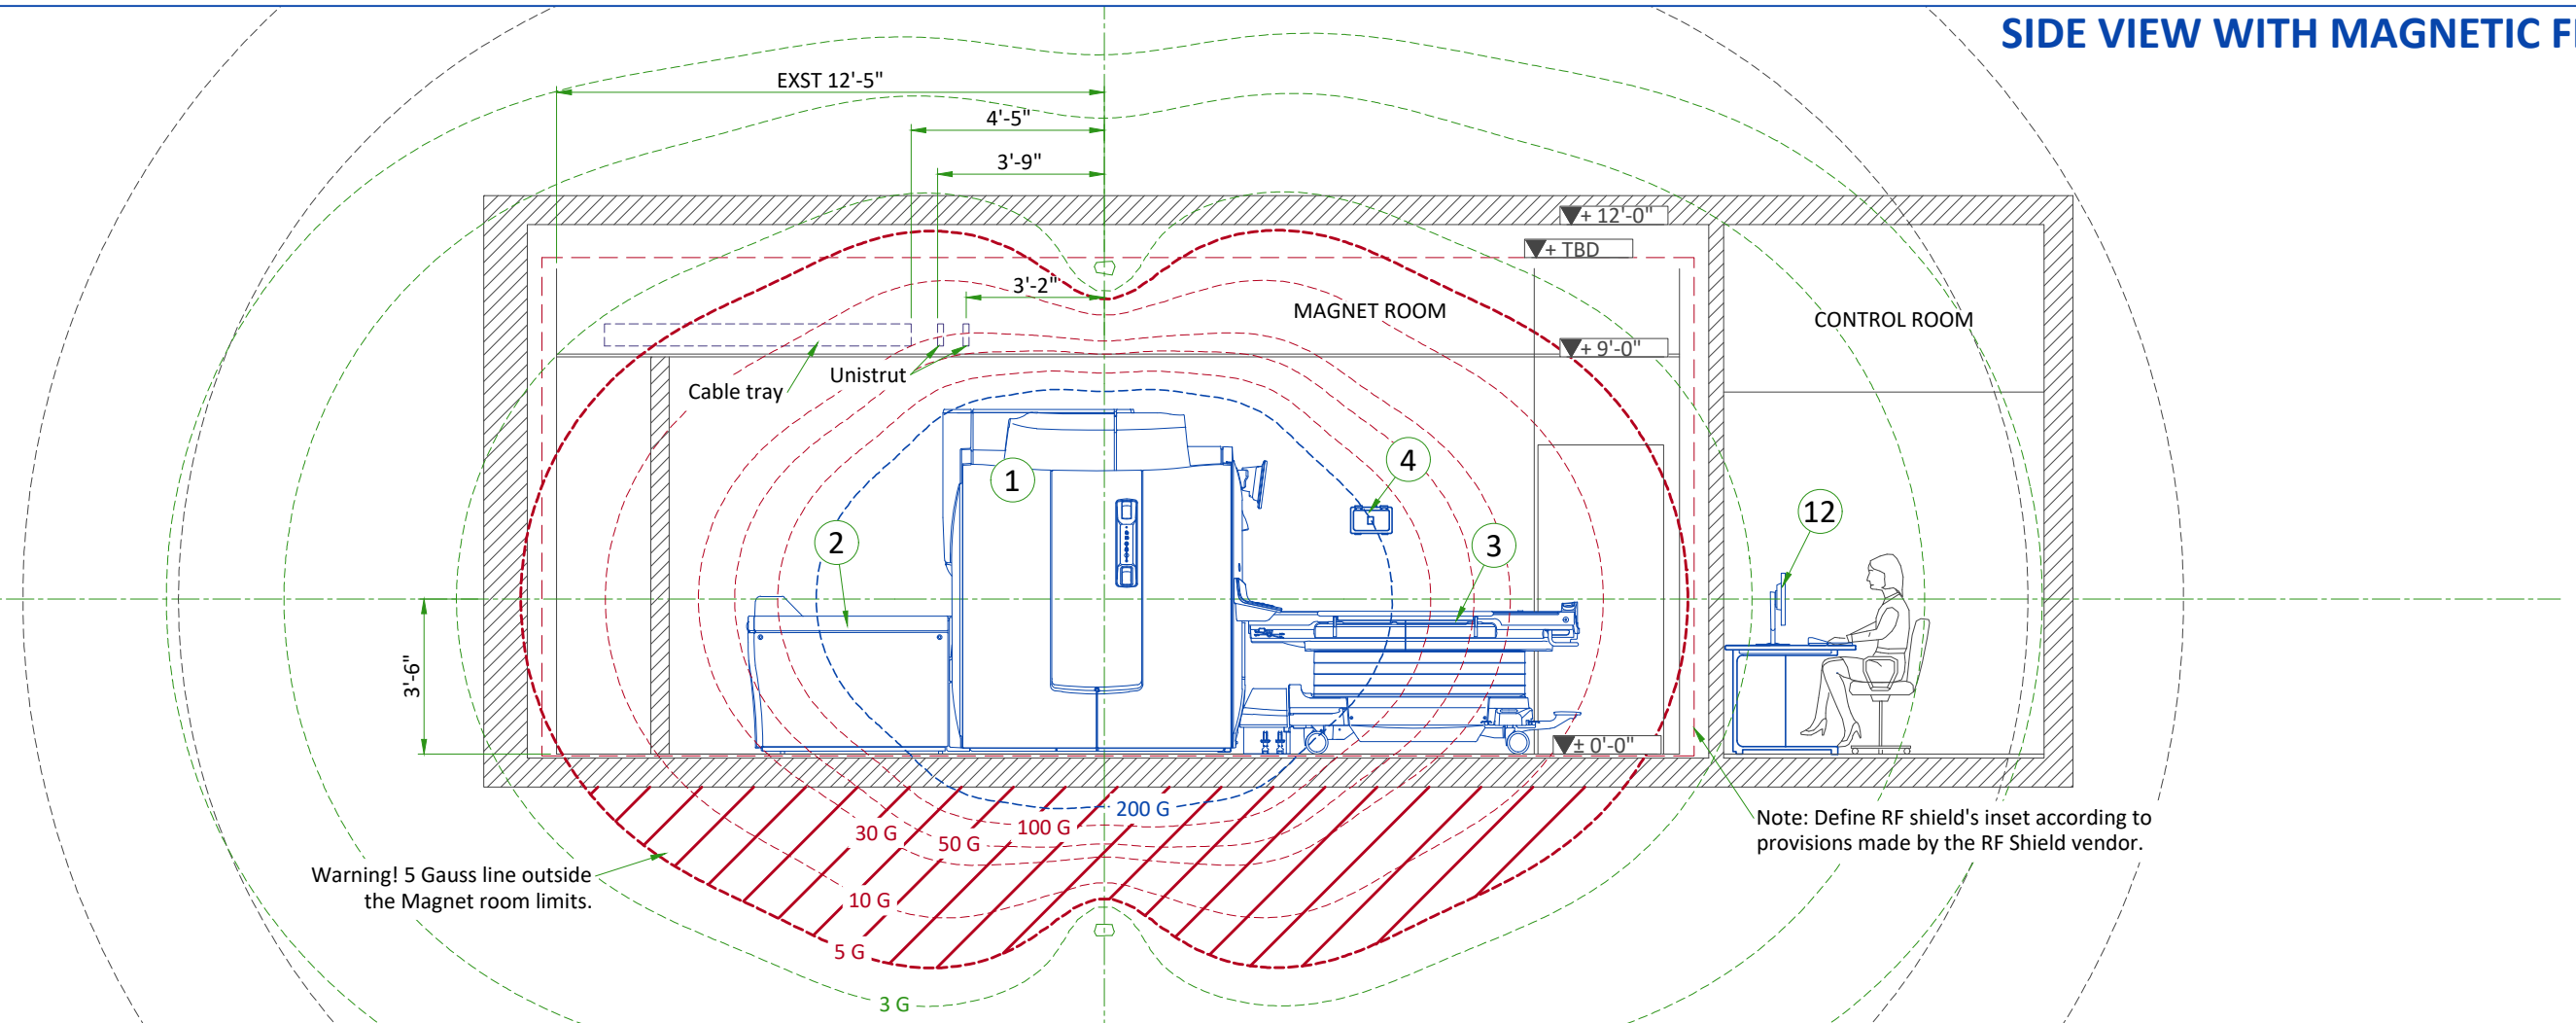 SIDE VIEW WITH MAGNETIC
EXST 12'-5"
4'-5"
3'-9"
+ 12'-0"
+ TBD
3'-2"
MAGNET ROOM
CONTROL ROOM
+ 9'-0"
Unistrut
Cable tray
1
4
12
2
3
3'-6"
± 0'-0"
200 G
100 G
30 G
50 G
Note: Define RF shield's inset according to
provisions made by the RF Shield vendor.
Warning! 5 Gauss line outside
the Magnet room limits.
10 G
5 G
3 G